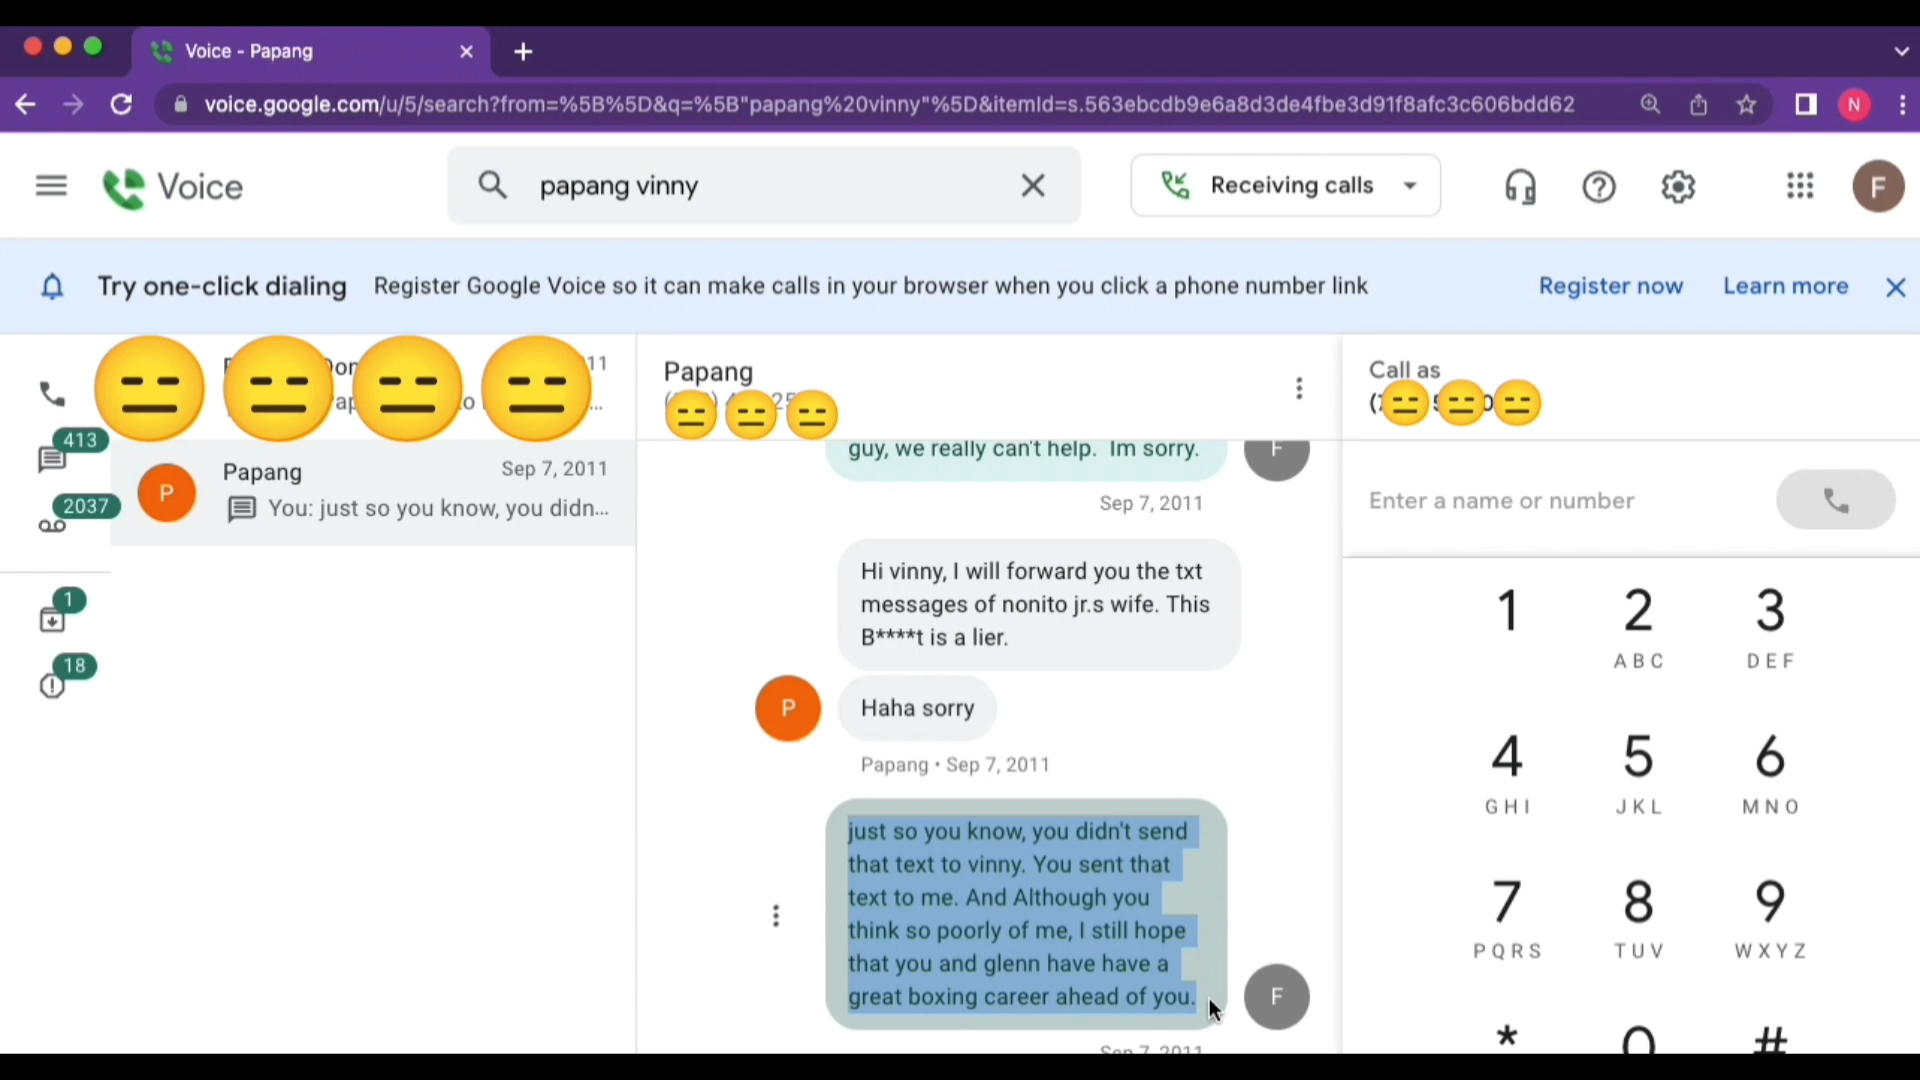 Voice - Papang
voice.google.com/u/5/search?from=%5B%5D&q=%5B"papang%20vinny"%5D&itemId=s.563ebcdb9e6a8d3de4fbe3d91f8afc3c606bdd62
N
Voice
papang vinny
Receiving calls
F
Try one-click dialing
Register Google Voice so it can make calls in your browser when you click a phone number link
Register now
Learn more
11
...
413
2037
1
18
P
Papang
Sep 7, 2011
You: just so you know, you didn...
Papang
guy, we really can't help. Im sorry.
F
Sep 7, 2011
Hi vinny, I will forward you the txt
messages of nonito jr.s wife. This
B****t is a lier.
P
Haha sorry
Papang • Sep 7, 2011
just so you know, you didn't send
that text to vinny. You sent that
text to me. And Although you
think so poorly of me, I still hope
that you and glenn have have a
great boxing career ahead of you.
F
Sep 7, 2011
Call as
Enter a name or number
1
2
3
ABC
DEF
4
5
6
GHI
JKL
MNO
7
8
9
PQRS
TUV
WXYZ
*
0
#